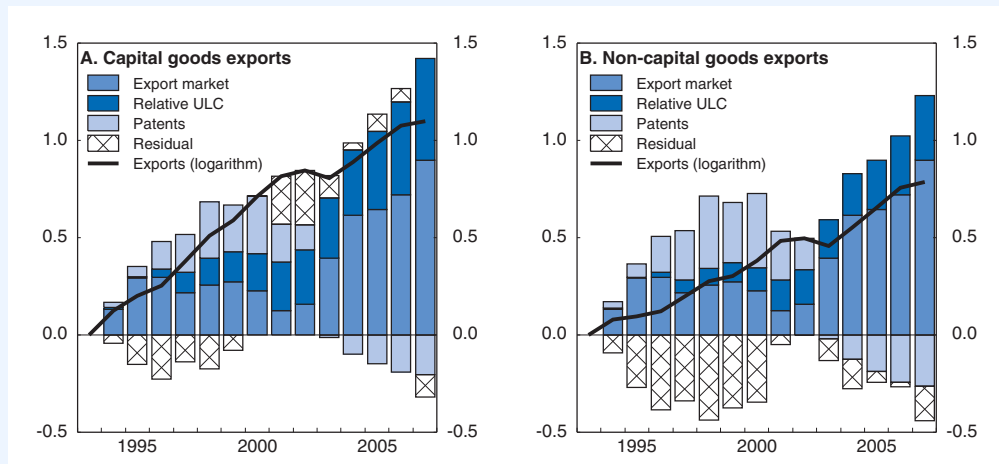 A. Capital goods exports
Export market
Relative ULC
Patents
Residual
Exports (logarithm)
1.5
1.0
0.5
0.0
-0.5
1.5
1.0
0.5
0.0
-0.5
1995 2000 2005
B. Non-capital goods exports
Export market
Relative ULC
Patents
Residual
Exports (logarithm)
1.5
1.0
0.5
0.0
-0.5
1.5
1.0
0.5
0.0
-0.5
1995 2000 2005